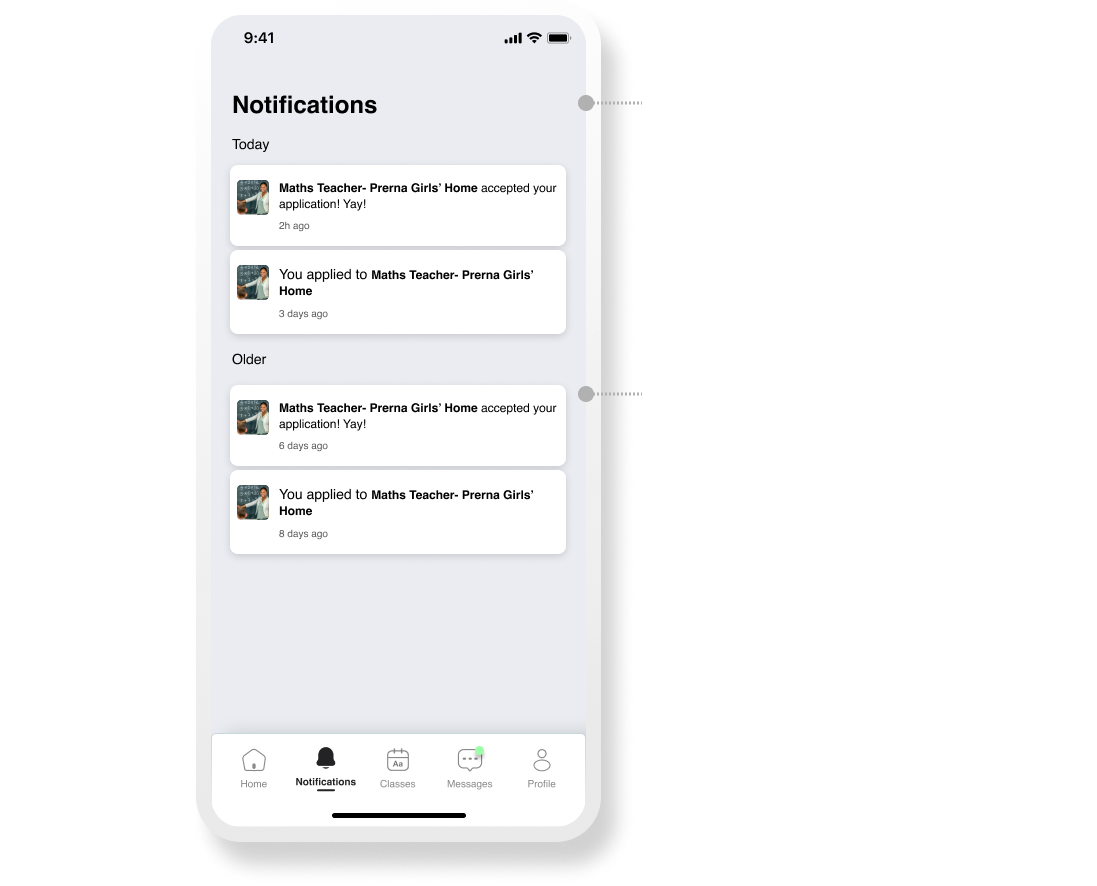 9:41
Notifications
Today
Maths Teacher- Prerna Girls’ Home accepted your
application! Yay!
2h ago
You applied to Maths Teacher- Prerna Girls’
Home
3 days ago
Older
Maths Teacher- Prerna Girls’ Home accepted your
application! Yay!
6 days ago
You applied to Maths Teacher- Prerna Girls’
Home
8 days ago
Aa
Home Notifications Classes Messages Profile